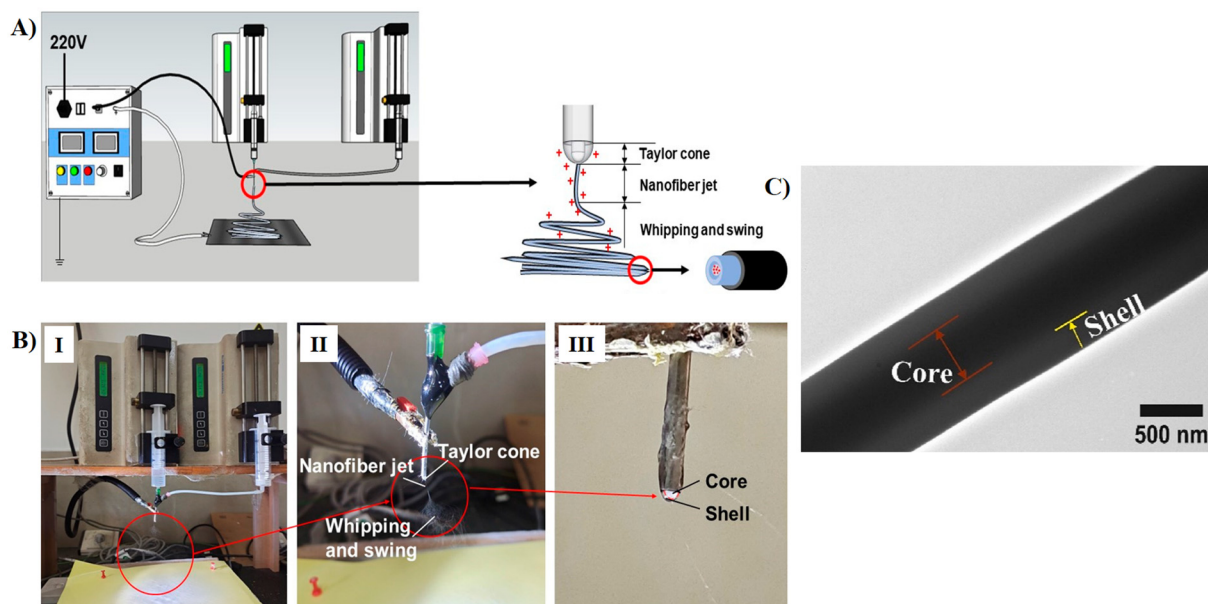 A)
220V
Taylor cone
Nanofiber jet
Whipping and swing
C)
Core
Shell
500 nm
B)
I
II
III
Taylor cone
Nanofiber jet
Whipping
and swing
Core
Shell